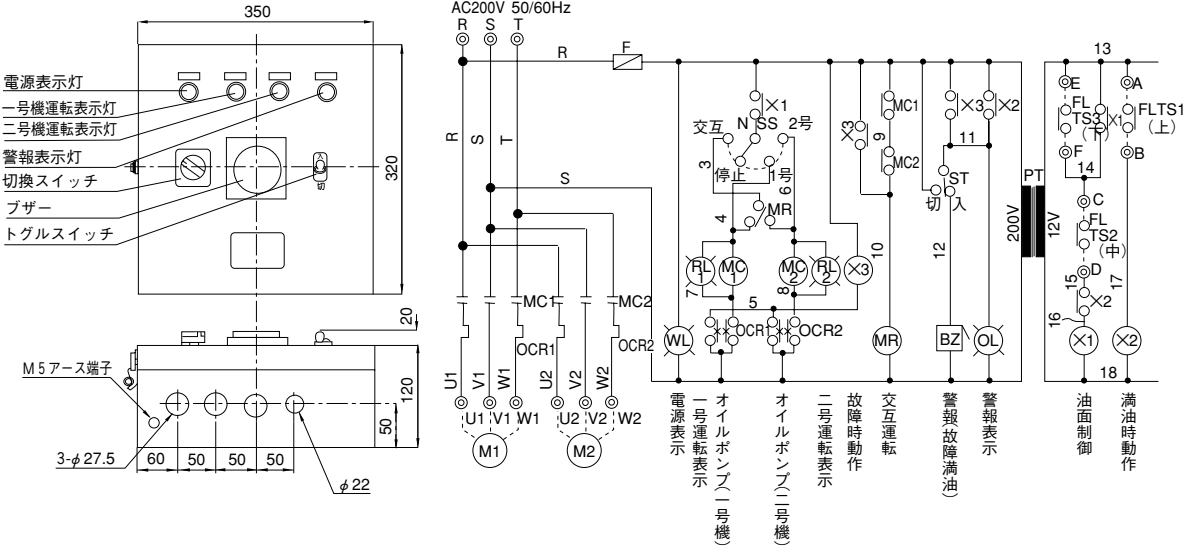 350
320
電源表示灯
一号機運転表示灯
二号機運転表示灯
警報表示灯
切換スイッチ
ブザー
トグルスイッチ
入
切
20
120
50
M5アース端子
3-φ27.5
60
50
50
50
φ22
AC200V 50/60Hz
R
S
T
R
F
R
S
T
S
MC1
MC2
OCR1
OCR2
U1
V1
W1
U2
V2
W2
U1
V1
W1
U2
V2
W2
M1
M2
×1
交互
N
SS
2号
停止
1号
3
4
6
MR
RL
1
MC
1
MC
2
RL
2
×3
7
8
5
OCR1
OCR2
WL
×3
MC1
9
MC2
10
MR
×3
×2
11
ST
切
入
12
BZ
OL
PT
200V
12V
13
E
FL
TS3
(下)
F
×1
A
FLTS1
(上)
B
14
C
FL
TS2
(中)
D
15
17
×2
16
×1
×2
18
電源表示
一号運転表示
オイルポンプ(一号機)
オイルポンプ(二号機)
二号運転表示
故障時動作
交互運転
警報(故障満油)
警報表示
油面制御
満油時動作